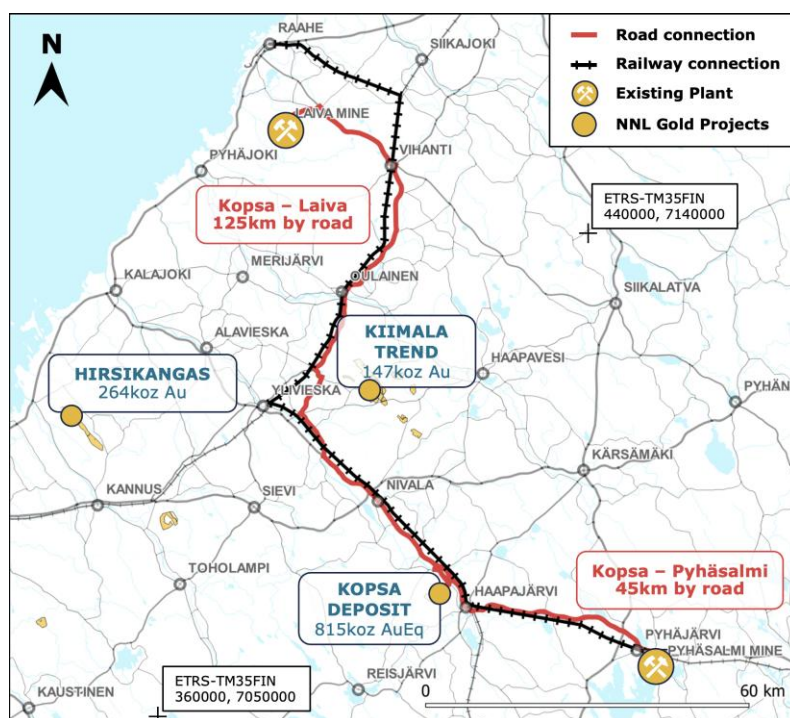 N
RAAHE
SIIKAJOKI
Road connection
Railway connection
Existing Plant
NNL Gold Projects
LAIVA MINE
PYHÄJOKI
VIHANTI
Kopsa – Laiva
125km by road
ETRS-TM35FIN
440000, 7140000
MERIJÄRVI
OULAINEN
KALAJOKI
SIIKALATVA
ALAVIESKA
KIIMALA
TREND
147koz Au
HAAPAVESI
HIRSIKANGAS
264koz Au
YLIVIESKA
PYHÄN
KÄRSÄMÄKI
KANNUS
SIEVI
NIVALA
TOHOLAMPI
KOPSA
DEPOSIT
815koz AuEq
HAAPAJÄRVI
Kopsa – Pyhäsalmi
45km by road
PYHÄJÄRVI
PYHÄSALMI MINE
ETRS-TM35FIN
360000, 7050000
REISJÄRVI
KAUSTINEN
0
60 km